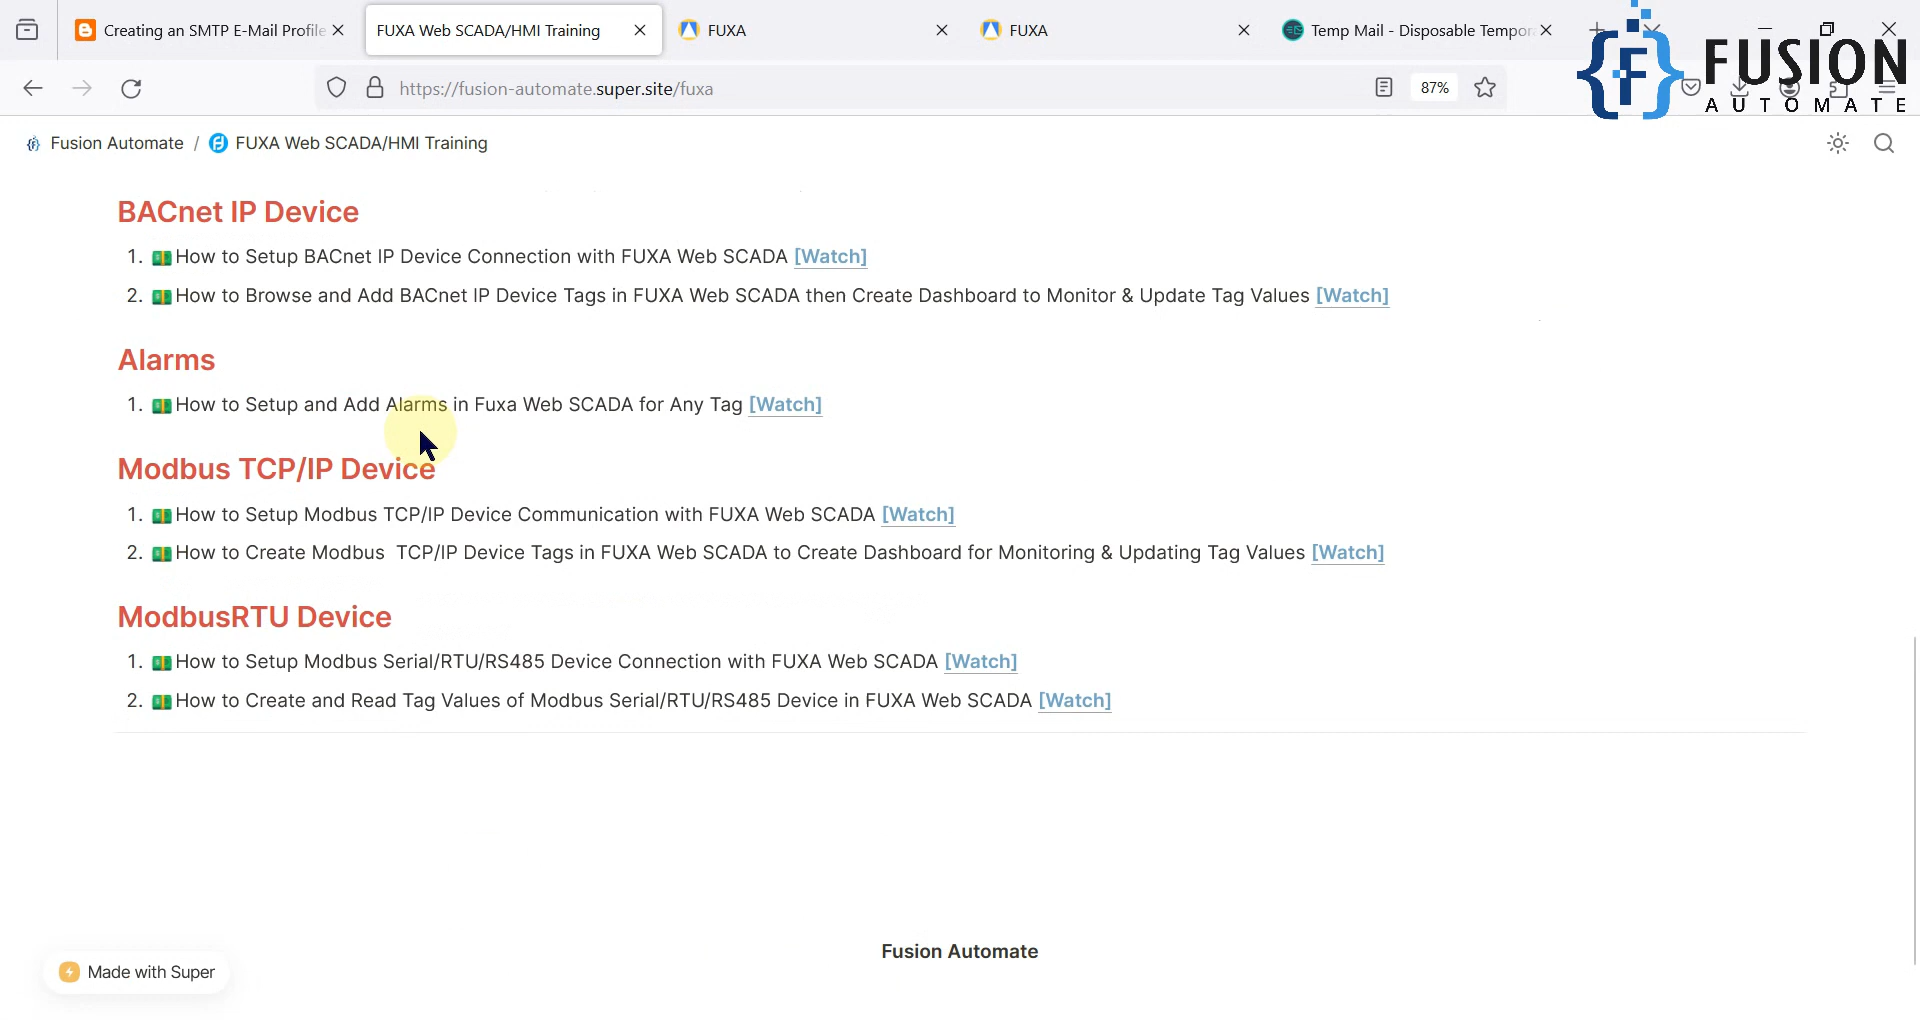 Creating an SMTP E-Mail Profile
FUXA Web SCADA/HMI Training
FUXA
FUXA
Temp Mail - Disposable Tempor
https://fusion-automate.super.site/fuxa
87%
FUSION
AUTOMATE
Fusion Automate / FUXA Web SCADA/HMI Training
BACnet IP Device
1. How to Setup BACnet IP Device Connection with FUXA Web SCADA [Watch]
2. How to Browse and Add BACnet IP Device Tags in FUXA Web SCADA then Create Dashboard to Monitor & Update Tag Values [Watch]
Alarms
1. How to Setup and Add Alarms in Fuxa Web SCADA for Any Tag [Watch]
Modbus TCP/IP Device
1. How to Setup Modbus TCP/IP Device Communication with FUXA Web SCADA [Watch]
2. How to Create Modbus TCP/IP Device Tags in FUXA Web SCADA to Create Dashboard for Monitoring & Updating Tag Values [Watch]
ModbusRTU Device
1. How to Setup Modbus Serial/RTU/RS485 Device Connection with FUXA Web SCADA [Watch]
2. How to Create and Read Tag Values of Modbus Serial/RTU/RS485 Device in FUXA Web SCADA [Watch]
Fusion Automate
Made with Super